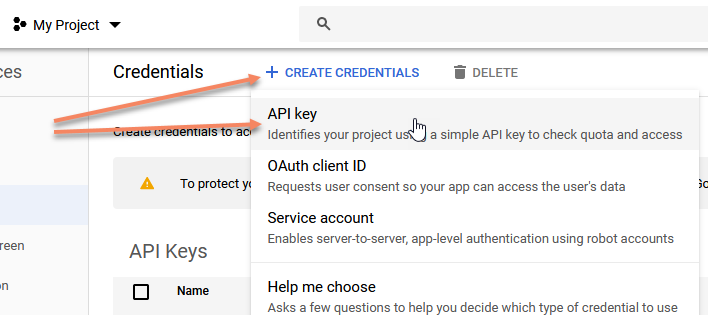 My Project
ces
Credentials
CREATE CREDENTIALS
DELETE
API key
Identifies your project using a simple API key to check quota and access
Create credentials to acc
OAuth client ID
Requests user consent so your app can access the user's data
To protect yo
Go
Service account
Enables server-to-server, app-level authentication using robot accounts
reen
API Keys
on
Name
Help me choose
Asks a few questions to help you decide which type of credential to use